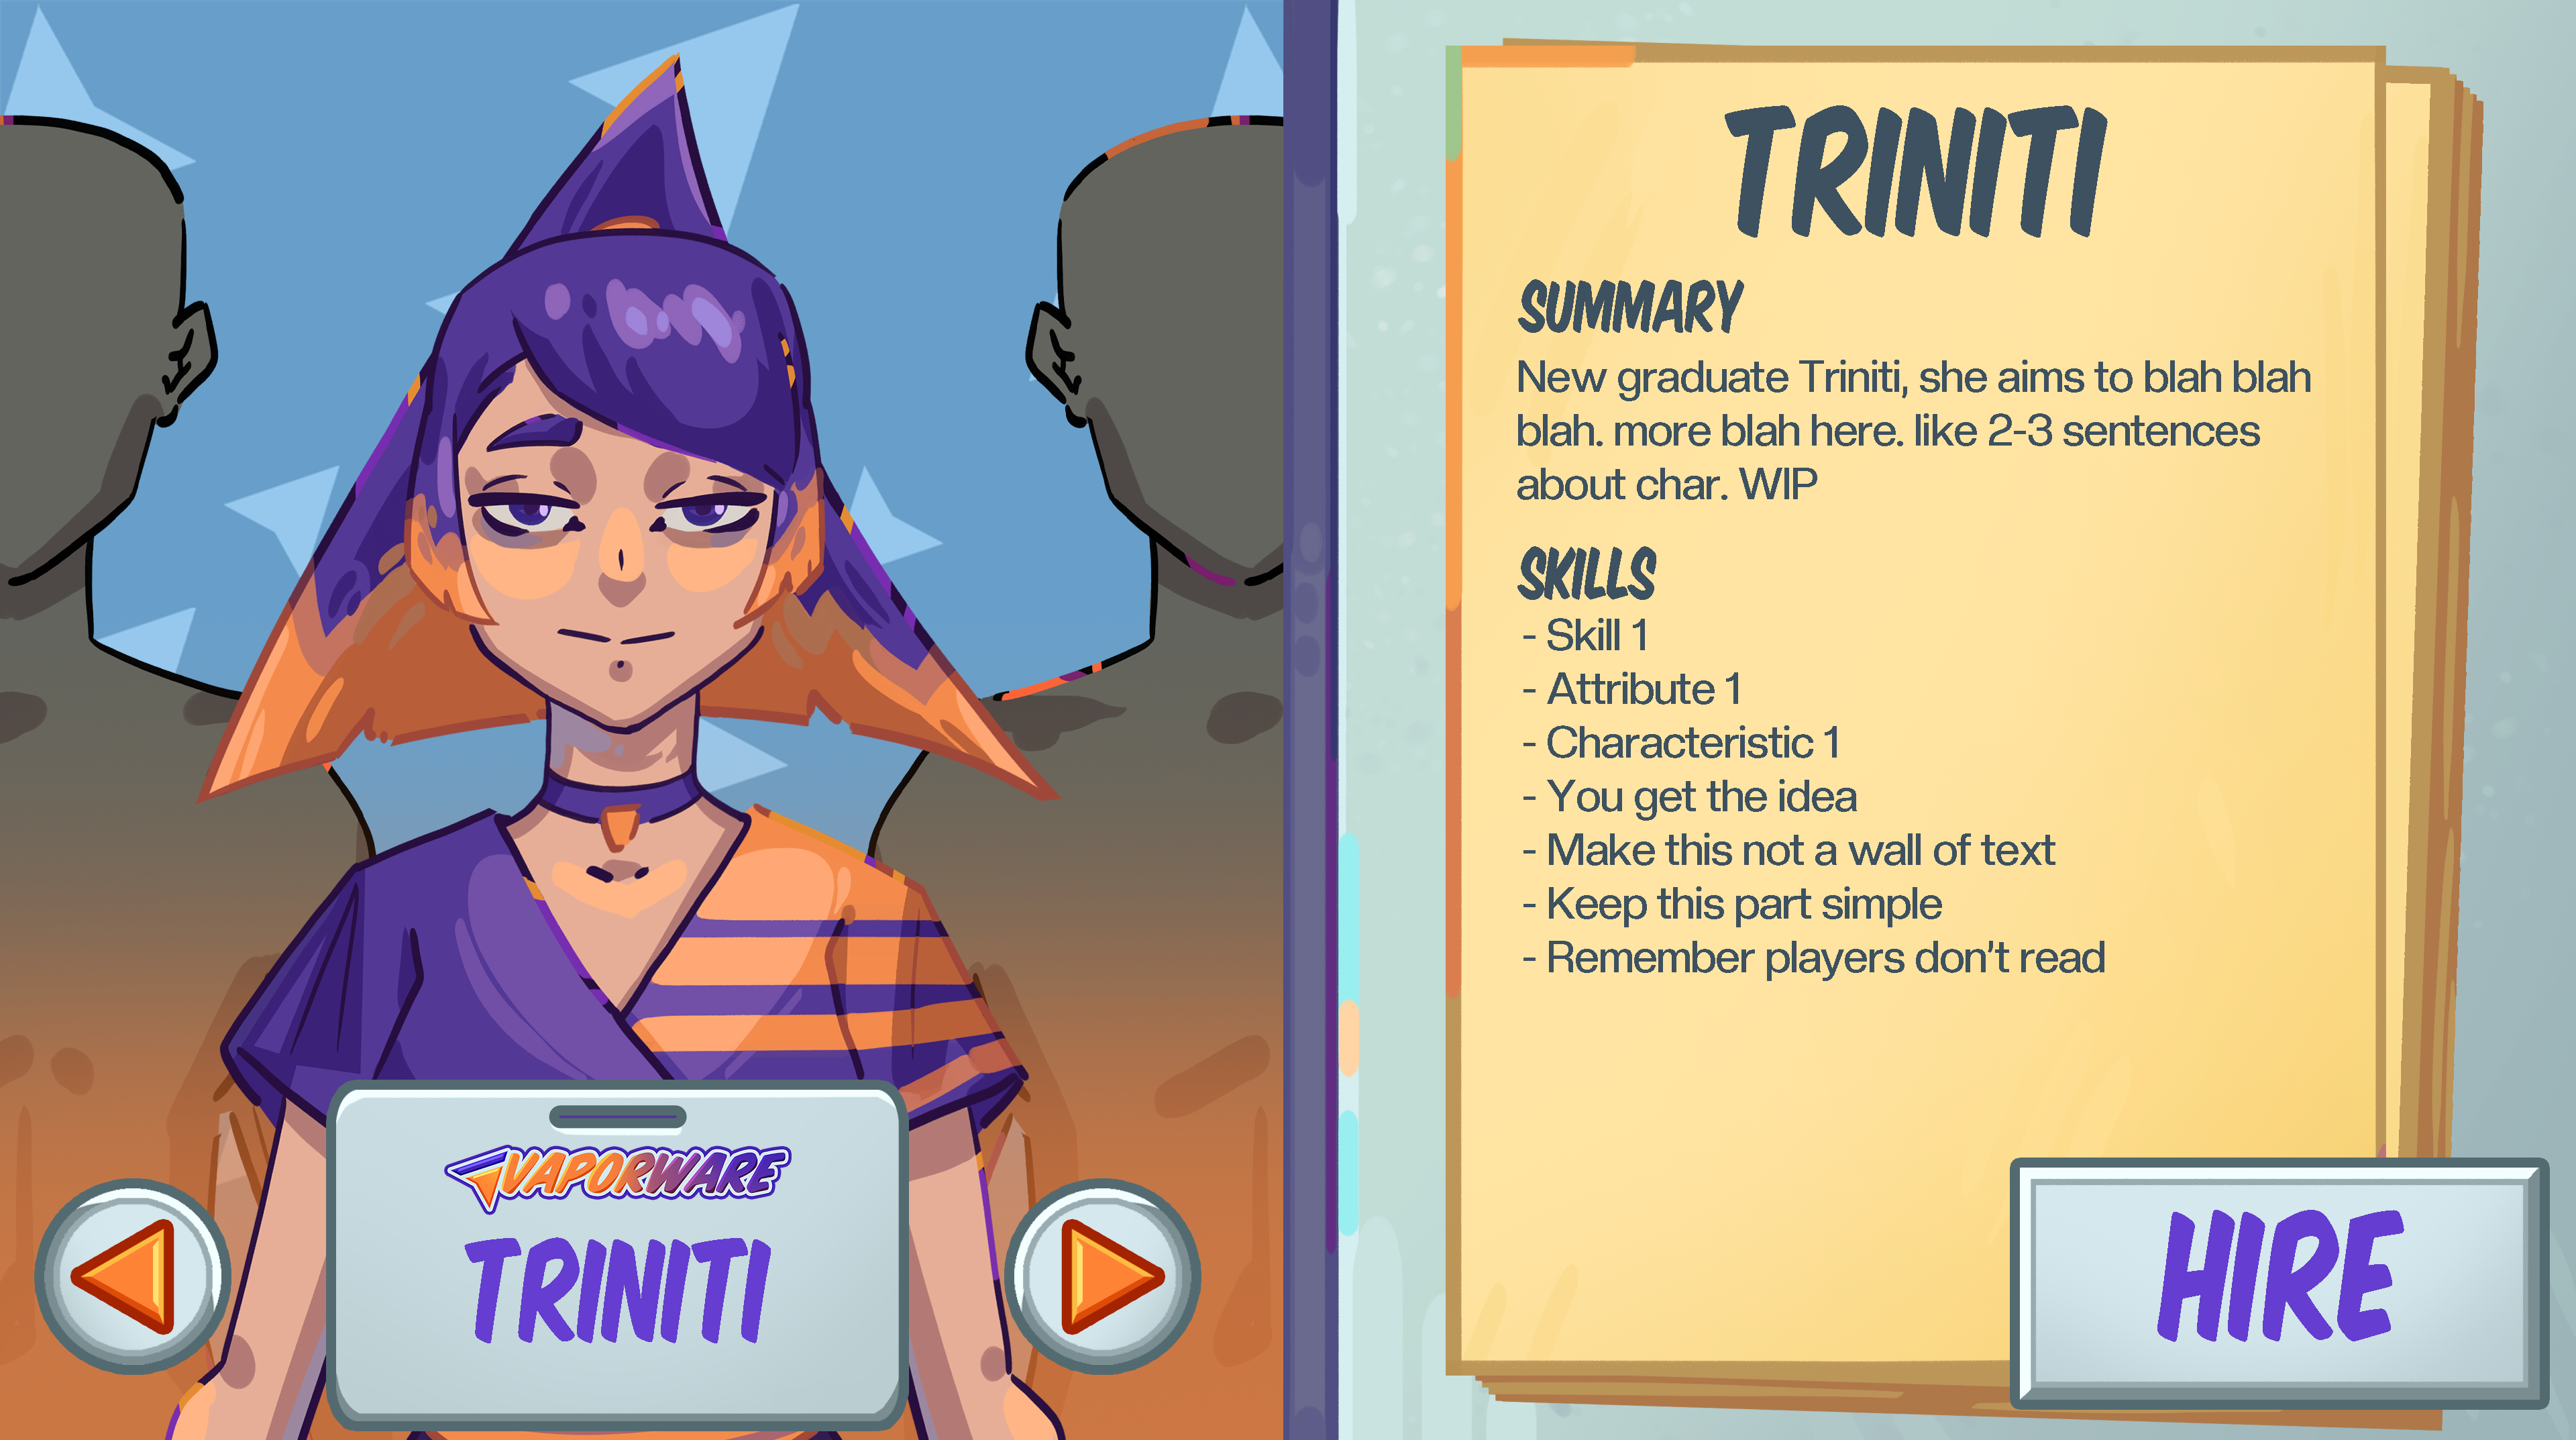 VAPORWARE
TRINITI
TRINITI
SUMMARY
New graduate Triniti, she aims to blah blah
blah. more blah here. like 2-3 sentences
about char. WIP
SKILLS
- Skill 1
- Attribute 1
- Characteristic 1
- You get the idea
- Make this not a wall of text
- Keep this part simple
- Remember players don't read
HIRE